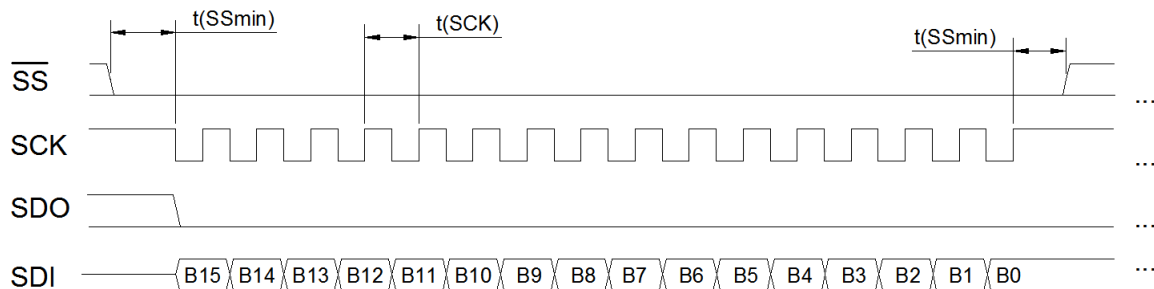 t(SSmin)
t(SCK)
t(SSmin)
SS
...
SCK
...
SDO
...
SDI B15 B14 B13 B12 B11 B10 B9 B8 B7 B6 B5 B4 B3 B2 B1 B0
...